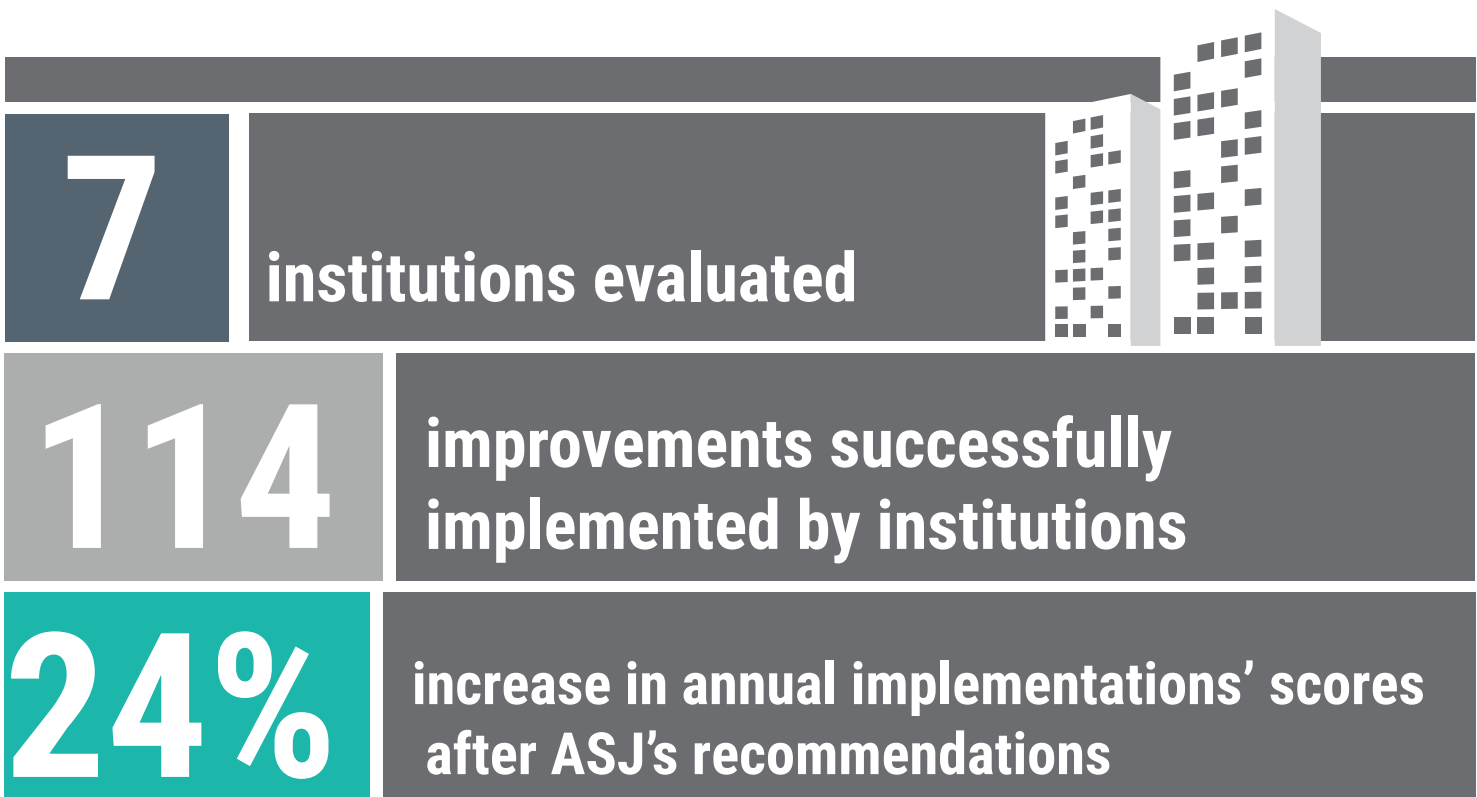 7
institutions evaluated
114
improvements successfully
implemented by institutions
24%
increase in annual implementations’ scores
after ASJ’s recommendations